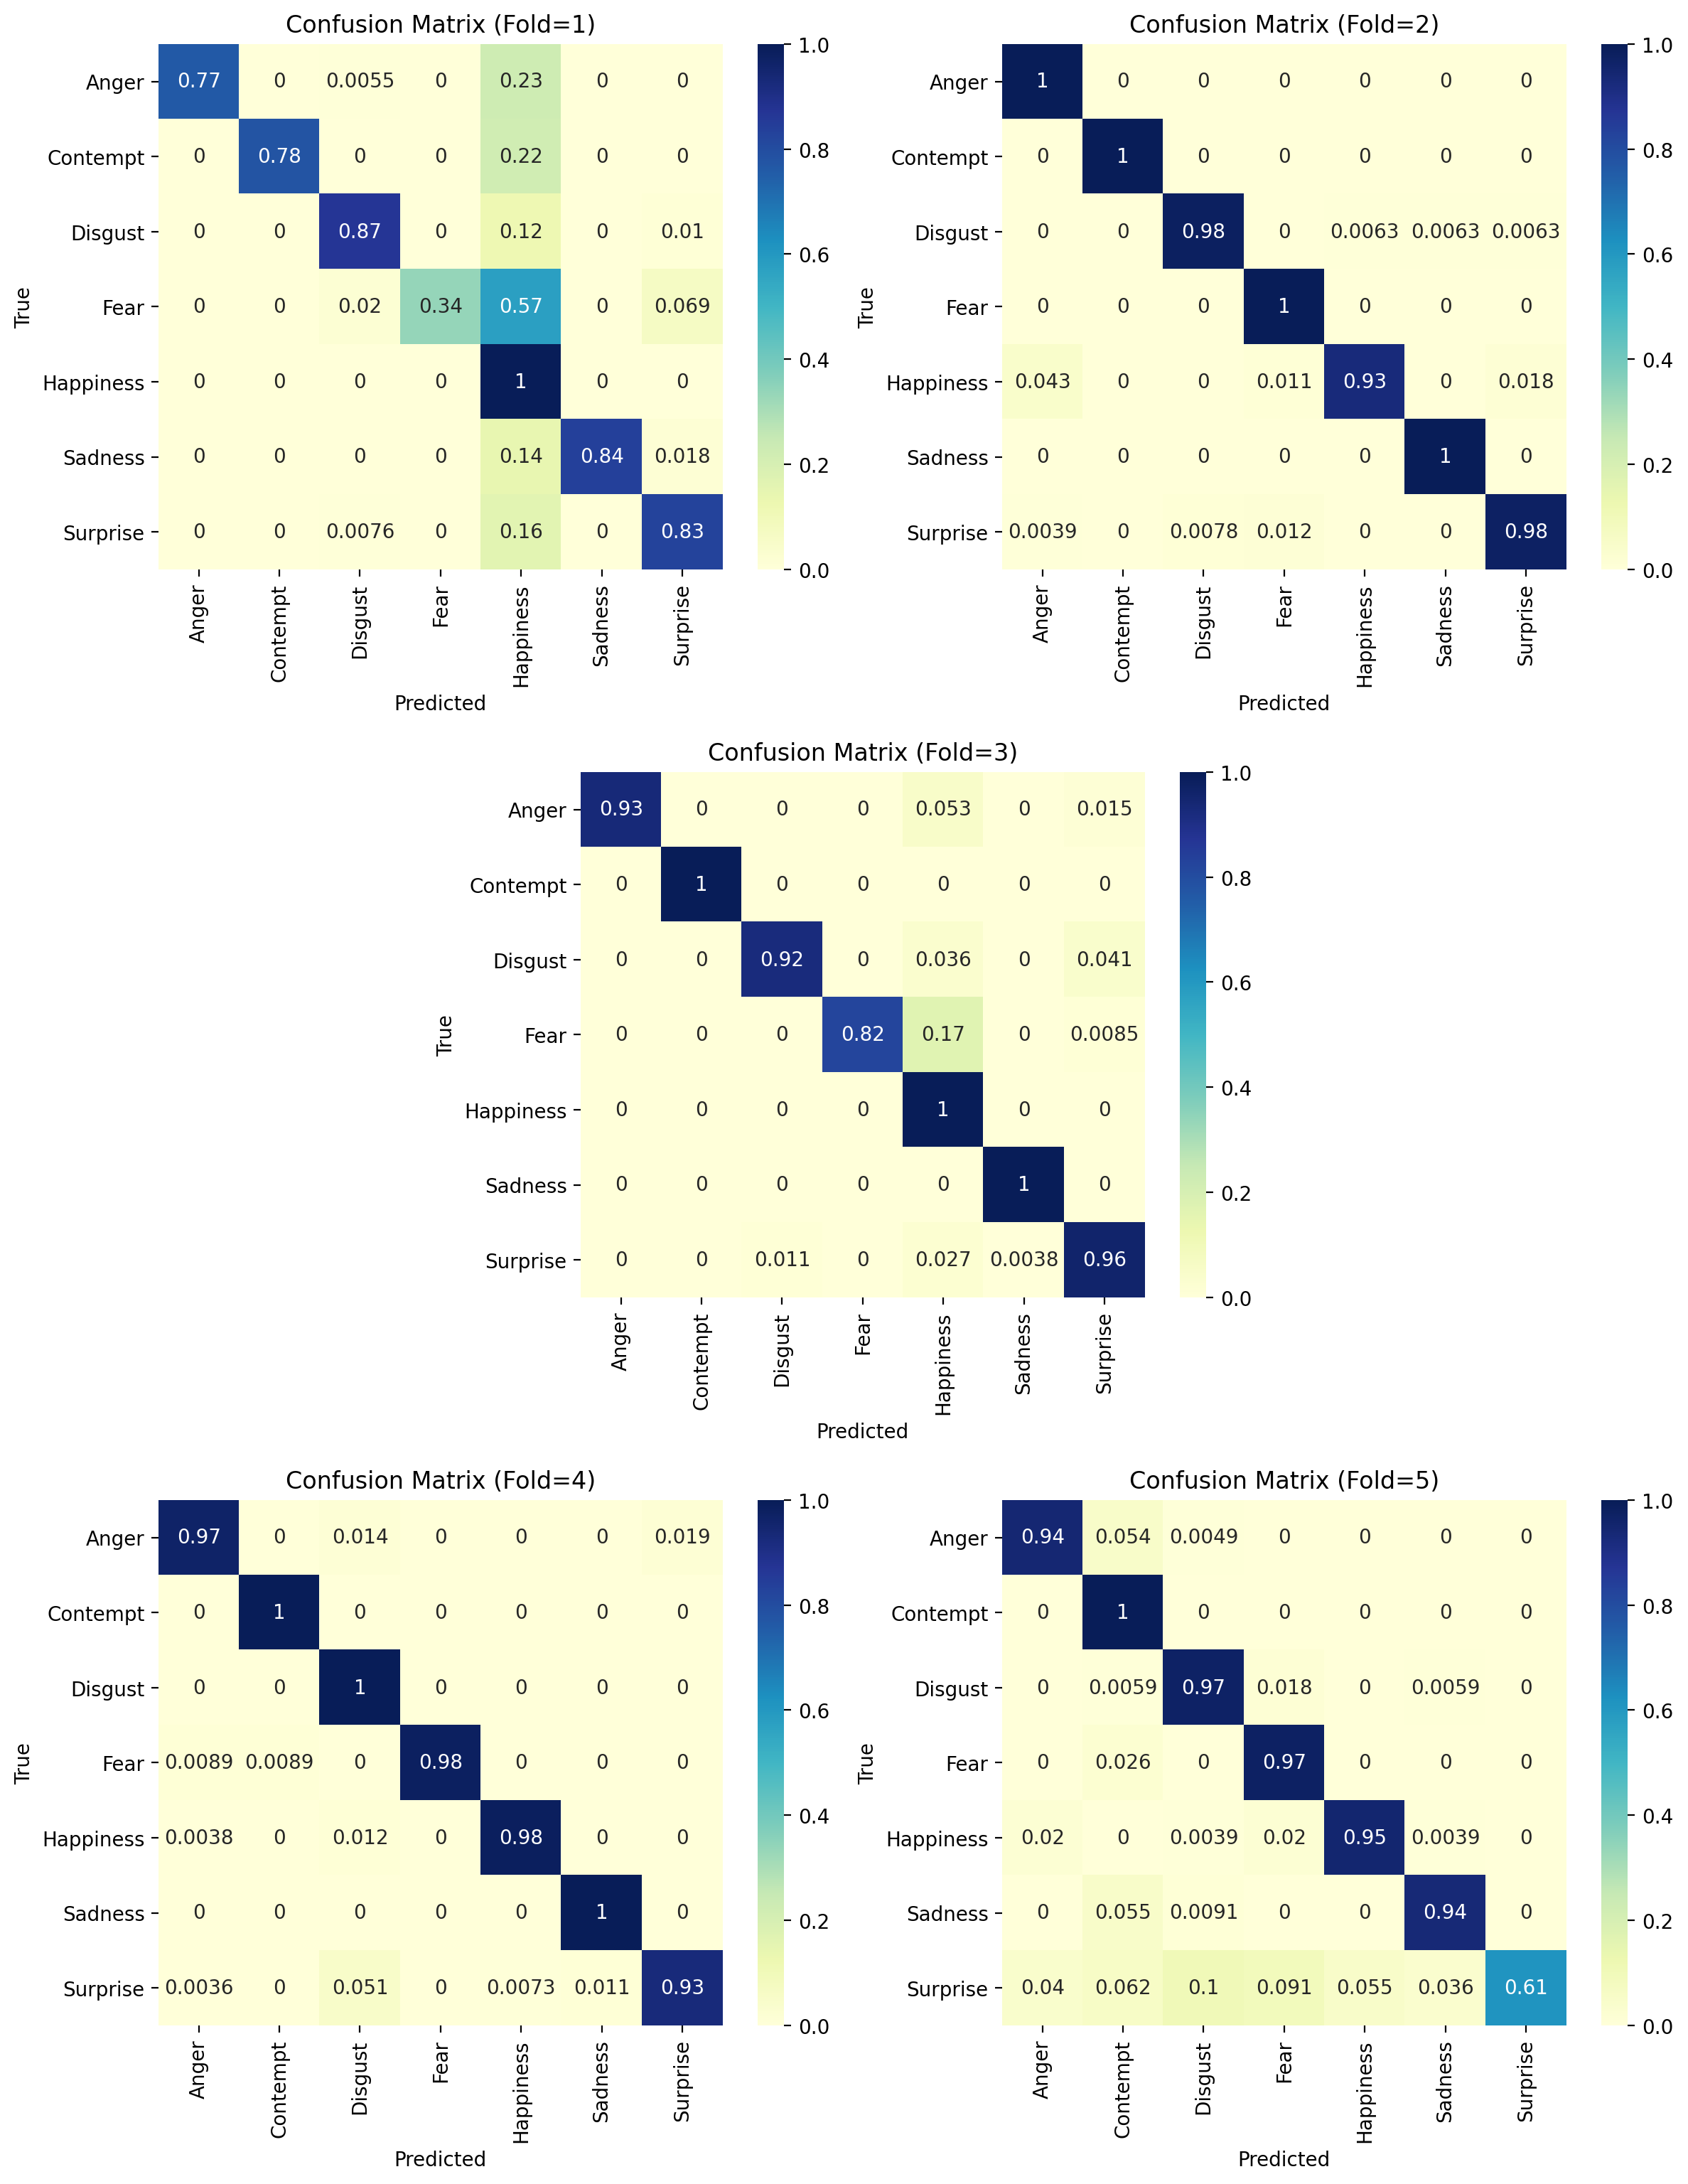 Confusion Matrix (Fold=1)
Anger 0.77 0 0.0055 0 0.23 0 0
Contempt 0 0.78 0 0 0.22 0 0
Disgust 0 0 0.87 0 0.12 0 0.01
Fear 0 0 0.02 0.34 0.57 0 0.069
Happiness 0 0 0 0 1 0 0
Sadness 0 0 0 0 0.14 0.84 0.018
Surprise 0 0 0.0076 0 0.16 0 0.83
True
Anger Contempt Disgust Fear Happiness Sadness Surprise
Predicted
1.0
0.8
0.6
0.4
0.2
0.0
Confusion Matrix (Fold=2)
Anger 1 0 0 0 0 0 0
Contempt 0 1 0 0 0 0 0
Disgust 0 0 0.98 0 0.0063 0.0063 0.0063
Fear 0 0 0 1 0 0 0
Happiness 0.043 0 0 0.011 0.93 0 0.018
Sadness 0 0 0 0 0 1 0
Surprise 0.0039 0 0.0078 0.012 0 0 0.98
True
Anger Contempt Disgust Fear Happiness Sadness Surprise
Predicted
1.0
0.8
0.6
0.4
0.2
0.0
Confusion Matrix (Fold=3)
Anger 0.93 0 0 0 0.053 0 0.015
Contempt 0 1 0 0 0 0 0
Disgust 0 0 0.92 0 0.036 0 0.041
Fear 0 0 0 0.82 0.17 0 0.0085
Happiness 0 0 0 0 1 0 0
Sadness 0 0 0 0 0 1 0
Surprise 0 0 0.011 0 0.027 0.0038 0.96
True
Anger Contempt Disgust Fear Happiness Sadness Surprise
Predicted
1.0
0.8
0.6
0.4
0.2
0.0
Confusion Matrix (Fold=4)
Anger 0.97 0 0.014 0 0 0 0.019
Contempt 0 1 0 0 0 0 0
Disgust 0 0 1 0 0 0 0
Fear 0.0089 0.0089 0 0.98 0 0 0
Happiness 0.0038 0 0.012 0 0.98 0 0
Sadness 0 0 0 0 0 1 0
Surprise 0.0036 0 0.051 0 0.0073 0.011 0.93
True
Anger Contempt Disgust Fear Happiness Sadness Surprise
Predicted
1.0
0.8
0.6
0.4
0.2
0.0
Confusion Matrix (Fold=5)
Anger 0.94 0.054 0.0049 0 0 0 0
Contempt 0 1 0 0 0 0 0
Disgust 0 0.0059 0.97 0.018 0 0.0059 0
Fear 0 0.026 0 0.97 0 0 0
Happiness 0.02 0 0.0039 0.02 0.95 0.0039 0
Sadness 0 0.055 0.0091 0 0 0.94 0
Surprise 0.04 0.062 0.1 0.091 0.055 0.036 0.61
True
Anger Contempt Disgust Fear Happiness Sadness Surprise
Predicted
1.0
0.8
0.6
0.4
0.2
0.0